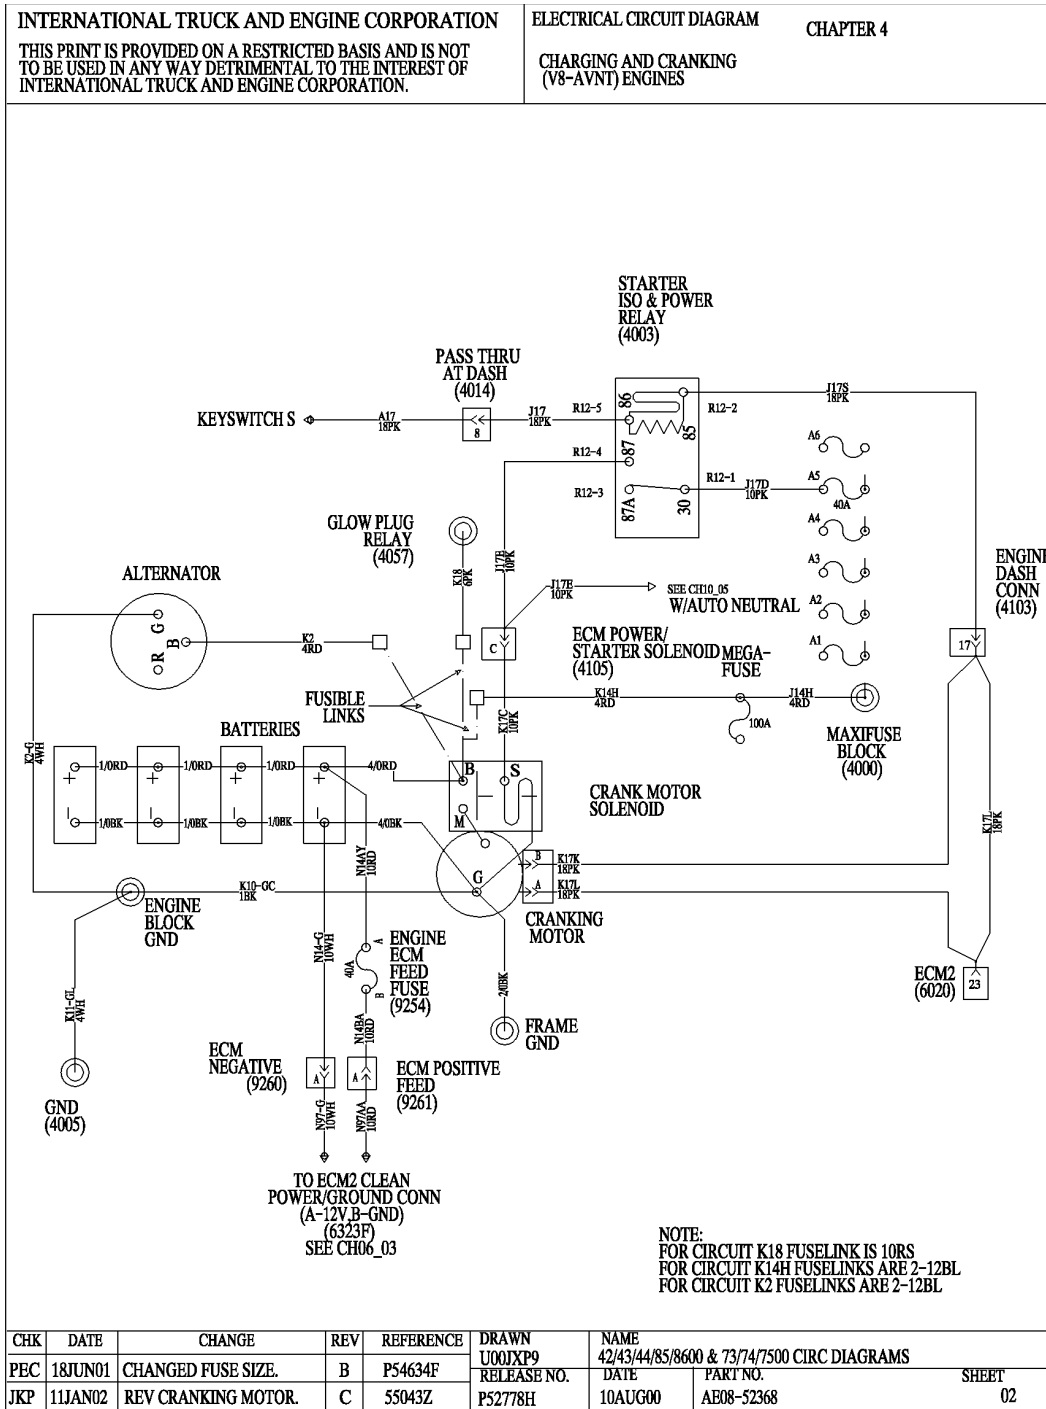 INTERNATIONAL TRUCK AND ENGINE CORPORATION
THIS PRINT IS PROVIDED ON A RESTRICTED BASIS AND IS NOT
TO BE USED IN ANY WAY DETRIMENTAL TO THE INTEREST OF
INTERNATIONAL TRUCK AND ENGINE CORPORATION.
ELECTRICAL CIRCUIT DIAGRAM
CHAPTER 4
CHARGING AND CRANKING
(V8-AVNT) ENGINES
STARTER
ISO & POWER
RELAY
(4003)
PASS THRU
AT DASH
(4014)
KEYSWITCH S
A17
18PK
8
J17
18PK
R12-5
86
85
R12-2
J17S
18PK
R12-4
87
R12-3
87A
30
R12-1
J17D
10PK
A6
A5
40A
A4
A3
A2
A1
GLOW PLUG
RELAY
(4057)
K18
6PK
J17E
10PK
J17E
10PK
SEE CH10_05
W/AUTO NEUTRAL
ENGINE
DASH
CONN
(4103)
17
ALTERNATOR
G
B
R
K2
4RD
C
ECM POWER/
STARTER SOLENOID
(4105)
MEGA-
FUSE
FUSIBLE
LINKS
K14H
4RD
J14H
4RD
100A
K17C
10PK
MAXIFUSE
BLOCK
(4000)
BATTERIES
K2-G
4WH
1/0RD
1/0RD
1/0RD
4/0RD
+
+
+
+
-
-
-
-
1/0BK
1/0BK
1/0BK
4/0BK
B
S
M
CRANK MOTOR
SOLENOID
K17L
18PK
N14AY
10RD
G
B
K17K
18PK
A
K17L
18PK
CRANKING
MOTOR
K10-GC
1BK
ENGINE
BLOCK
GND
N14-G
10WH
40A
A
B
ENGINE
ECM
FEED
FUSE
(9254)
ECM2
(6020)
23
K11-GL
4WH
2/0BK
FRAME
GND
N14BA
10RD
ECM
NEGATIVE
(9260)
A
A
ECM POSITIVE
FEED
(9261)
GND
(4005)
N97-G
10WH
N97AA
10RD
TO ECM2 CLEAN
POWER/GROUND CONN
(A-12V,B-GND)
(6323F)
SEE CH06_03
NOTE:
FOR CIRCUIT K18 FUSELINK IS 10RS
FOR CIRCUIT K14H FUSELINKS ARE 2-12BL
FOR CIRCUIT K2 FUSELINKS ARE 2-12BL
CHK DATE CHANGE REV REFERENCE
PEC 18JUN01 CHANGED FUSE SIZE. B P54634F
JKP 11JAN02 REV CRANKING MOTOR. C 55043Z
DRAWN
U00JXP9
RELEASE NO.
P52778H
NAME
42/43/44/85/8600 & 73/74/7500 CIRC DIAGRAMS
DATE
10AUG00
PART NO.
AE08-52368
SHEET
02